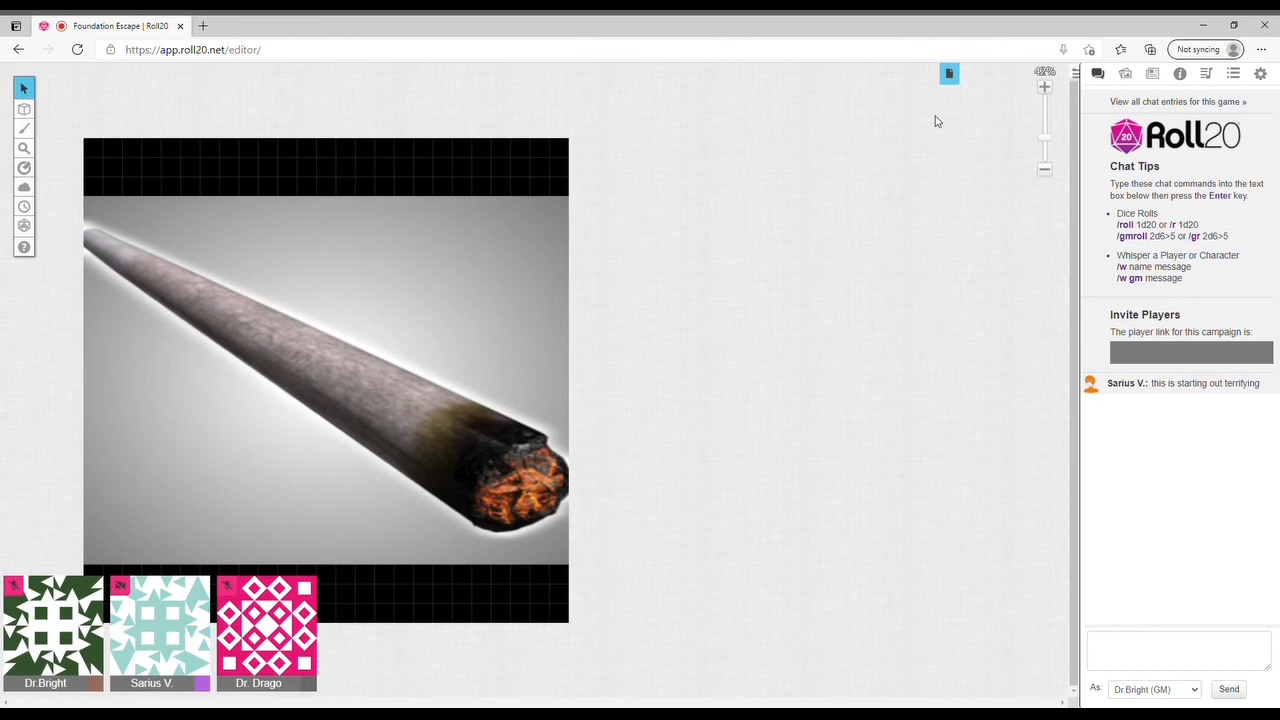 Foundation Escape | Roll20
https://app.roll20.net/editor/
Not syncing
42%
View all chat entries for this game »
20 Roll20
Chat Tips
Type these chat commands into the text
box below then press the Enter key.
• Dice Rolls
/roll 1d20 or /r 1d20
/gmroll 2d6>5 or /gr 2d6>5
• Whisper a Player or Character
/w name message
/w gm message
Invite Players
The player link for this campaign is:
Sarius V.: this is starting out terrifying
Dr.Bright
Sarius V.
Dr. Drago
As:
Dr.Bright (GM)
Send